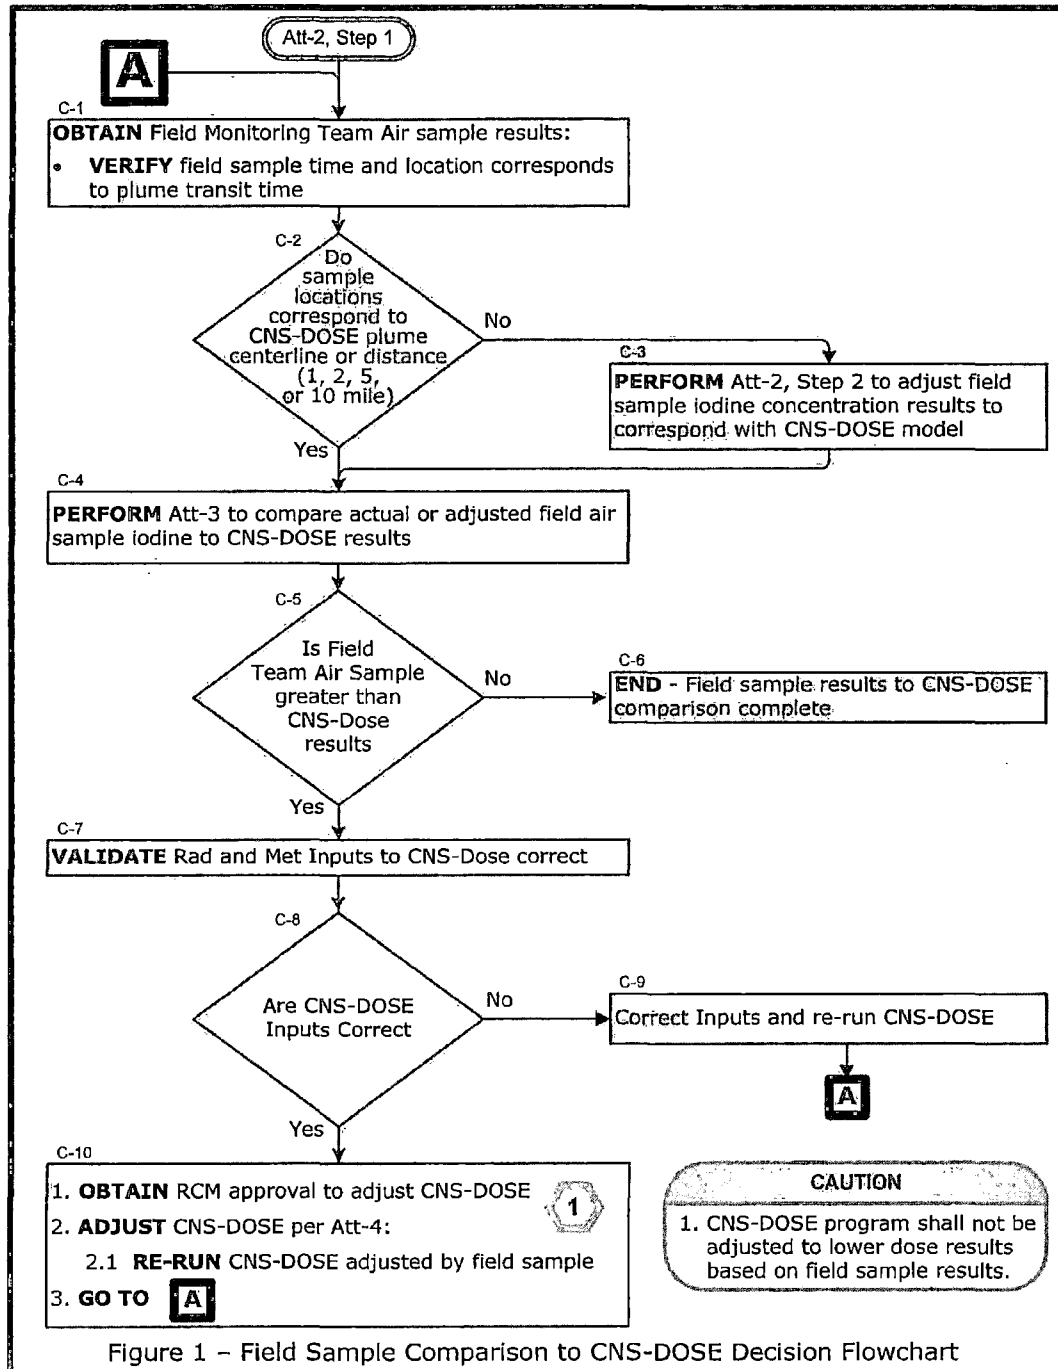 Att-2, Step 1
A
C-1
OBTAIN Field Monitoring Team Air sample results:
• VERIFY field sample time and location corresponds
to plume transit time
C-2
Do
sample
locations
correspond to
CNS-DOSE plume
centerline or distance
(1, 2, 5,
or 10 mile)
No
Yes
C-3
PERFORM Att-2, Step 2 to adjust field
sample iodine concentration results to
correspond with CNS-DOSE model
C-4
PERFORM Att-3 to compare actual or adjusted field air
sample iodine to CNS-DOSE results
C-5
Is Field
Team Air Sample
greater than
CNS-Dose
results
No
Yes
C-6
END - Field sample results to CNS-DOSE
comparison complete
C-7
VALIDATE Rad and Met Inputs to CNS-Dose correct
C-8
Are CNS-DOSE
Inputs Correct
No
Yes
C-9
Correct Inputs and re-run CNS-DOSE
A
C-10
1. OBTAIN RCM approval to adjust CNS-DOSE
1
2. ADJUST CNS-DOSE per Att-4:
2.1 RE-RUN CNS-DOSE adjusted by field sample
3. GO TO A
CAUTION
1. CNS-DOSE program shall not be
adjusted to lower dose results
based on field sample results.
Figure 1 – Field Sample Comparison to CNS-DOSE Decision Flowchart